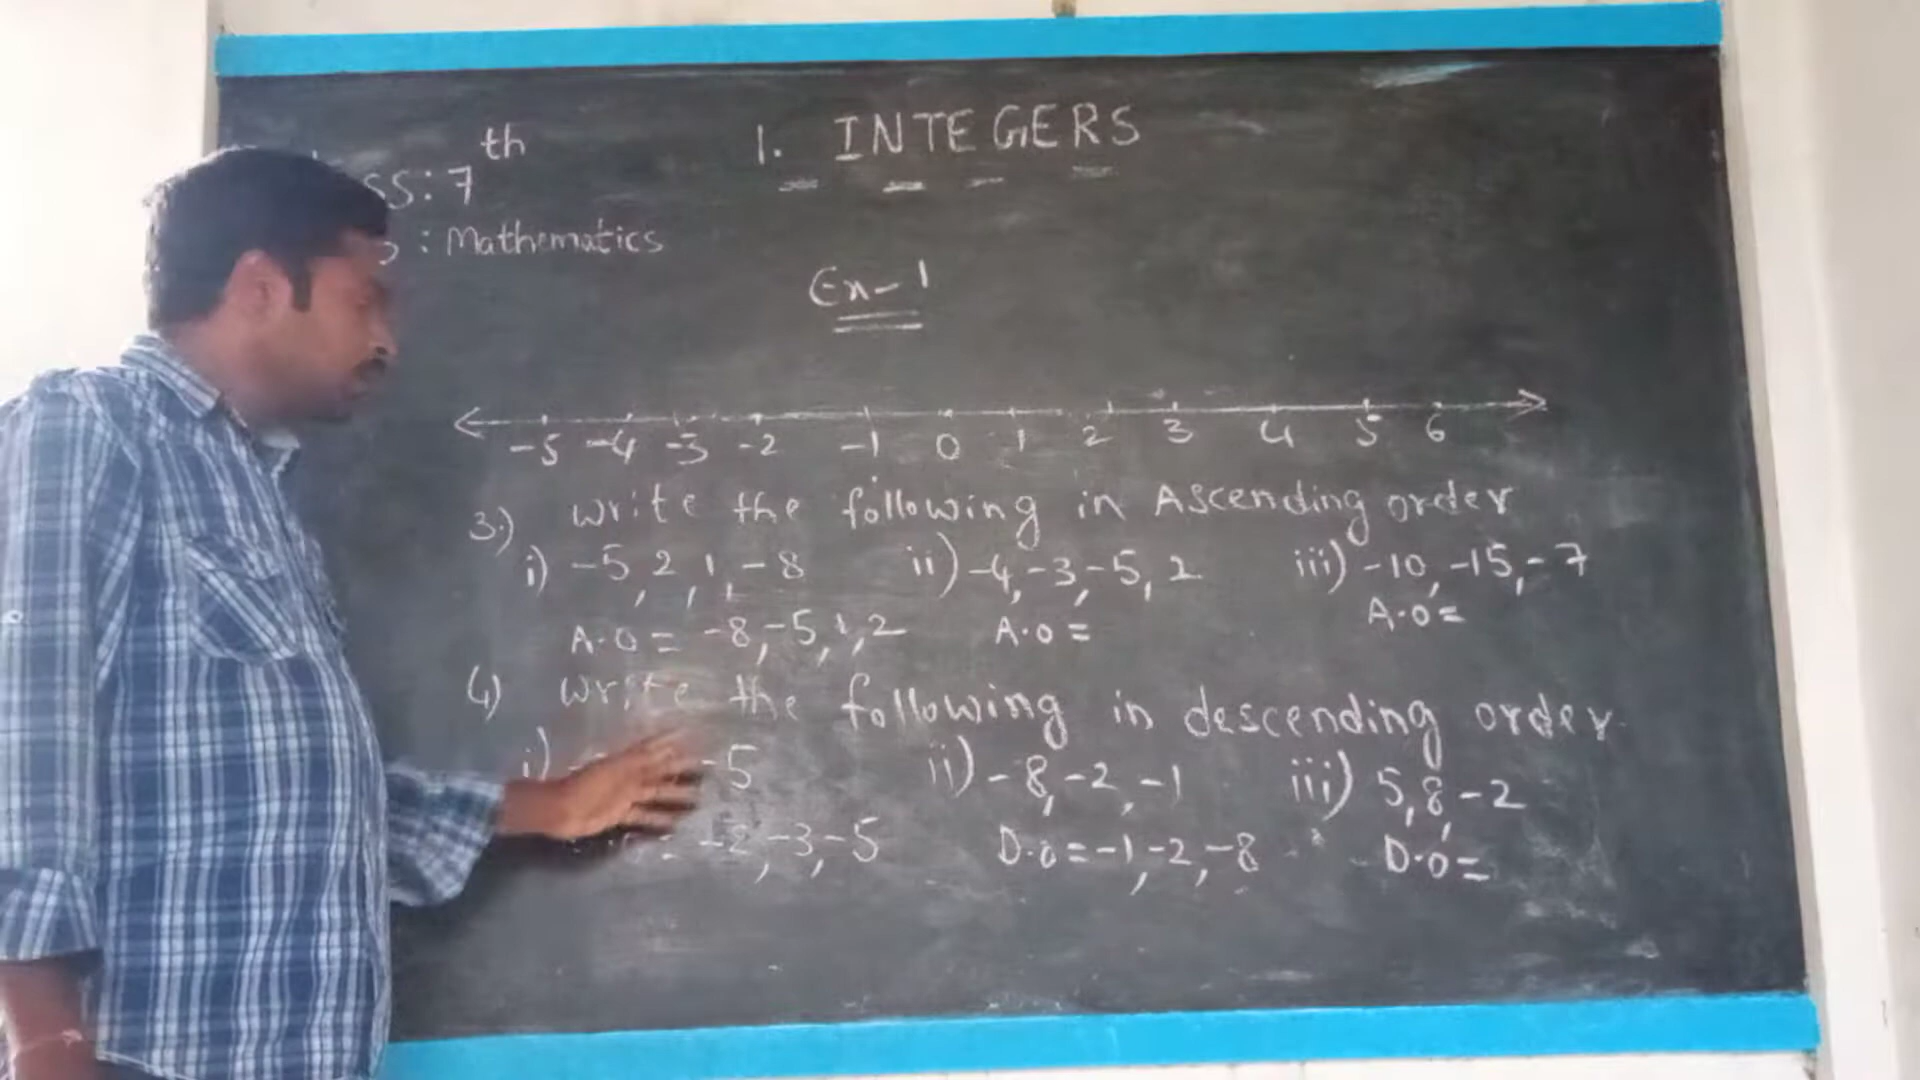 1. INTEGERS
SS: 7th
: Mathematics
Ex-1
-5 -4 -3 -2 -1 0 1 2 3 4 5 6
3.) Write the following in Ascending order
i) -5, 2, 1, -8 ii) -4, -3, -5, 2 iii) -10, -15, -7
A.O = -8, -5, 1, 2 A.O = A.O =
4) Write the following in descending order.
i) -5 ii) -8, -2, -1 iii) 5, 8, -2
= -2, -3, -5 D.O = -1, -2, -8 D.O =